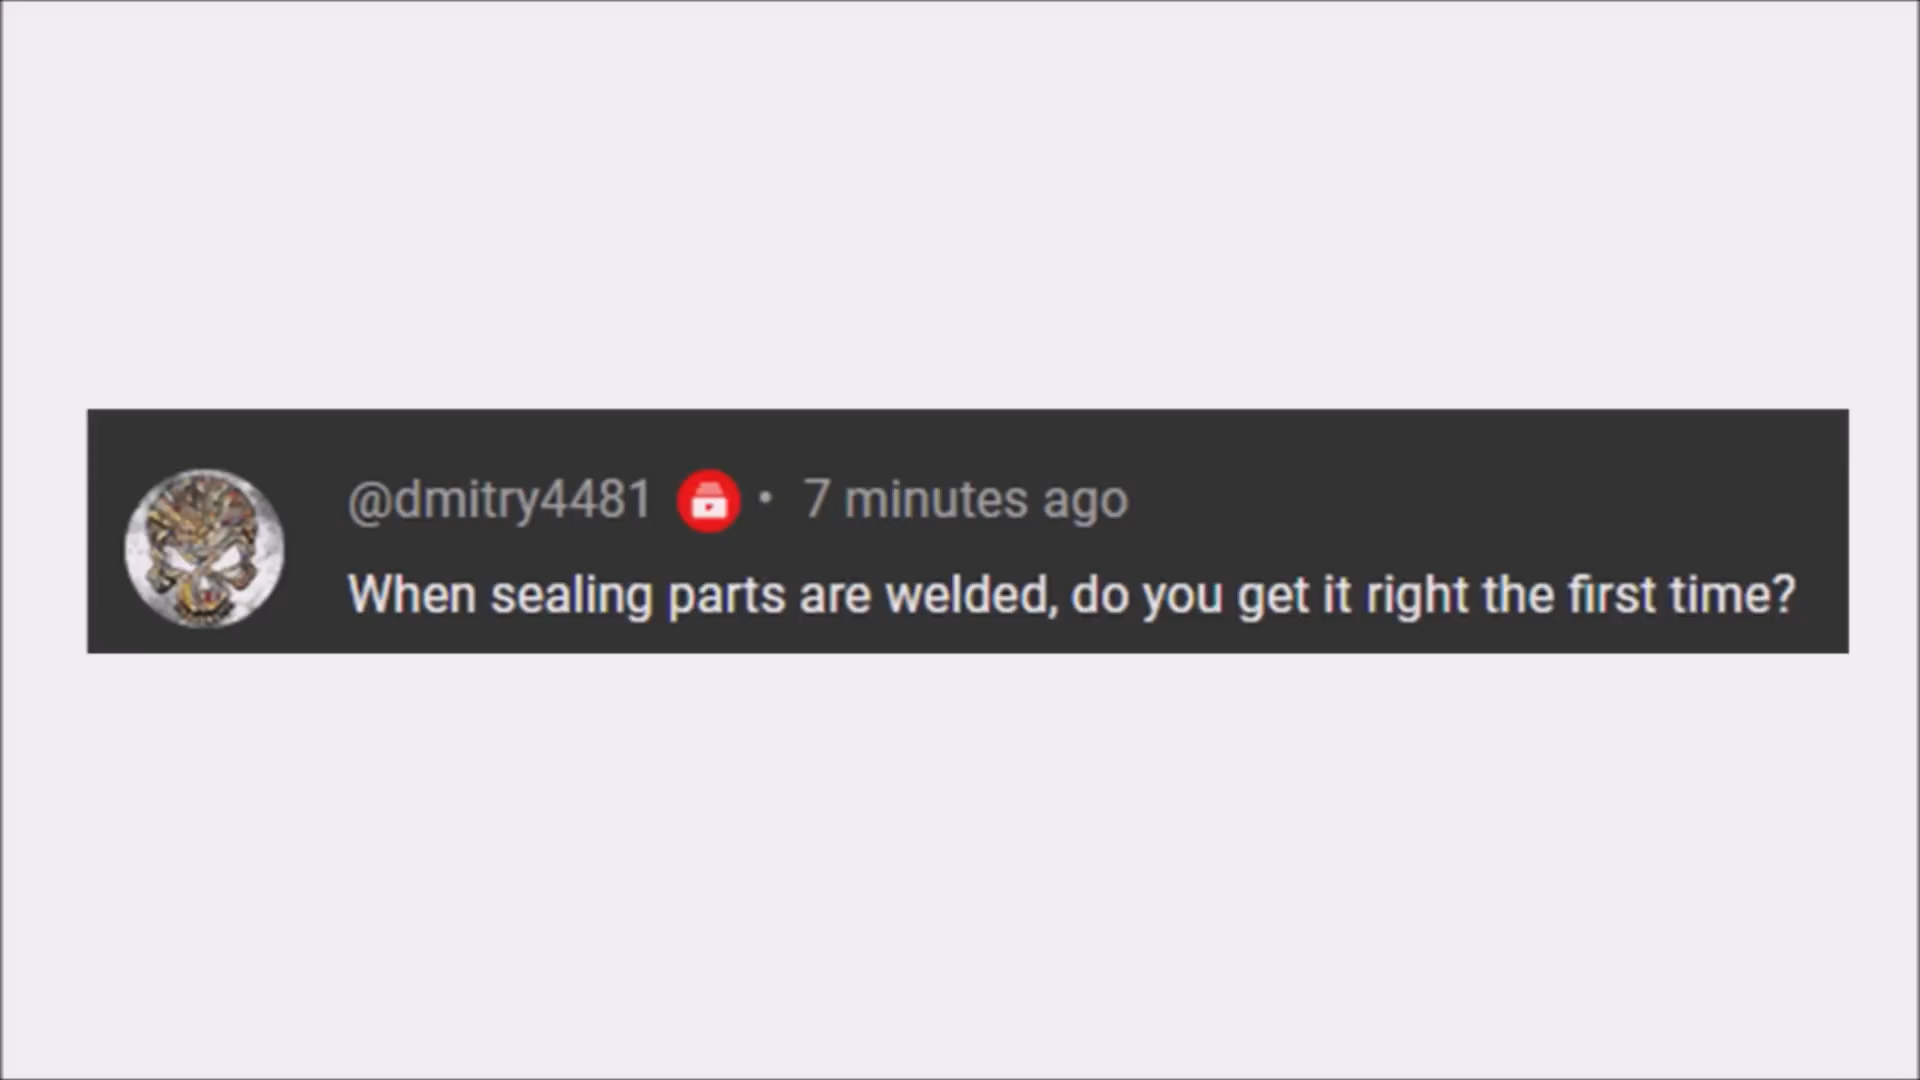 @dmitry4481 • 7 minutes ago
When sealing parts are welded, do you get it right the first time?